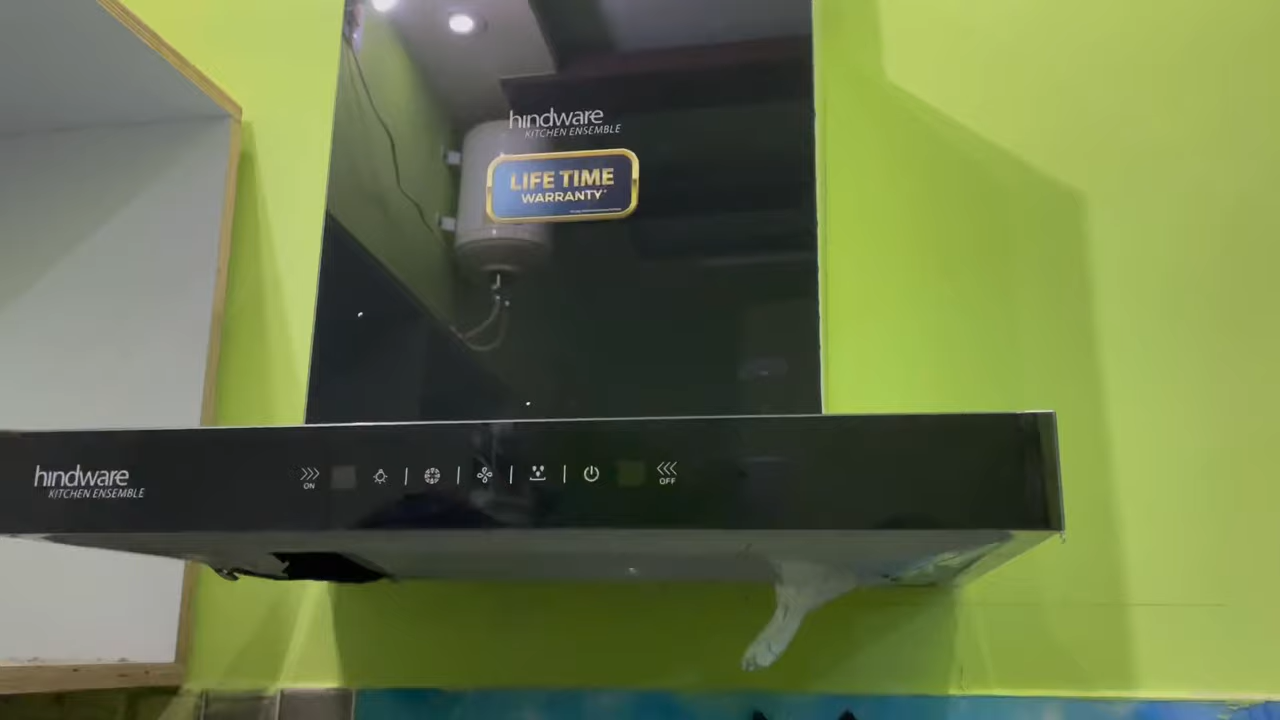 hindware
KITCHEN ENSEMBLE
LIFE TIME
WARRANTY*
hindware
KITCHEN ENSEMBLE
ON
OFF